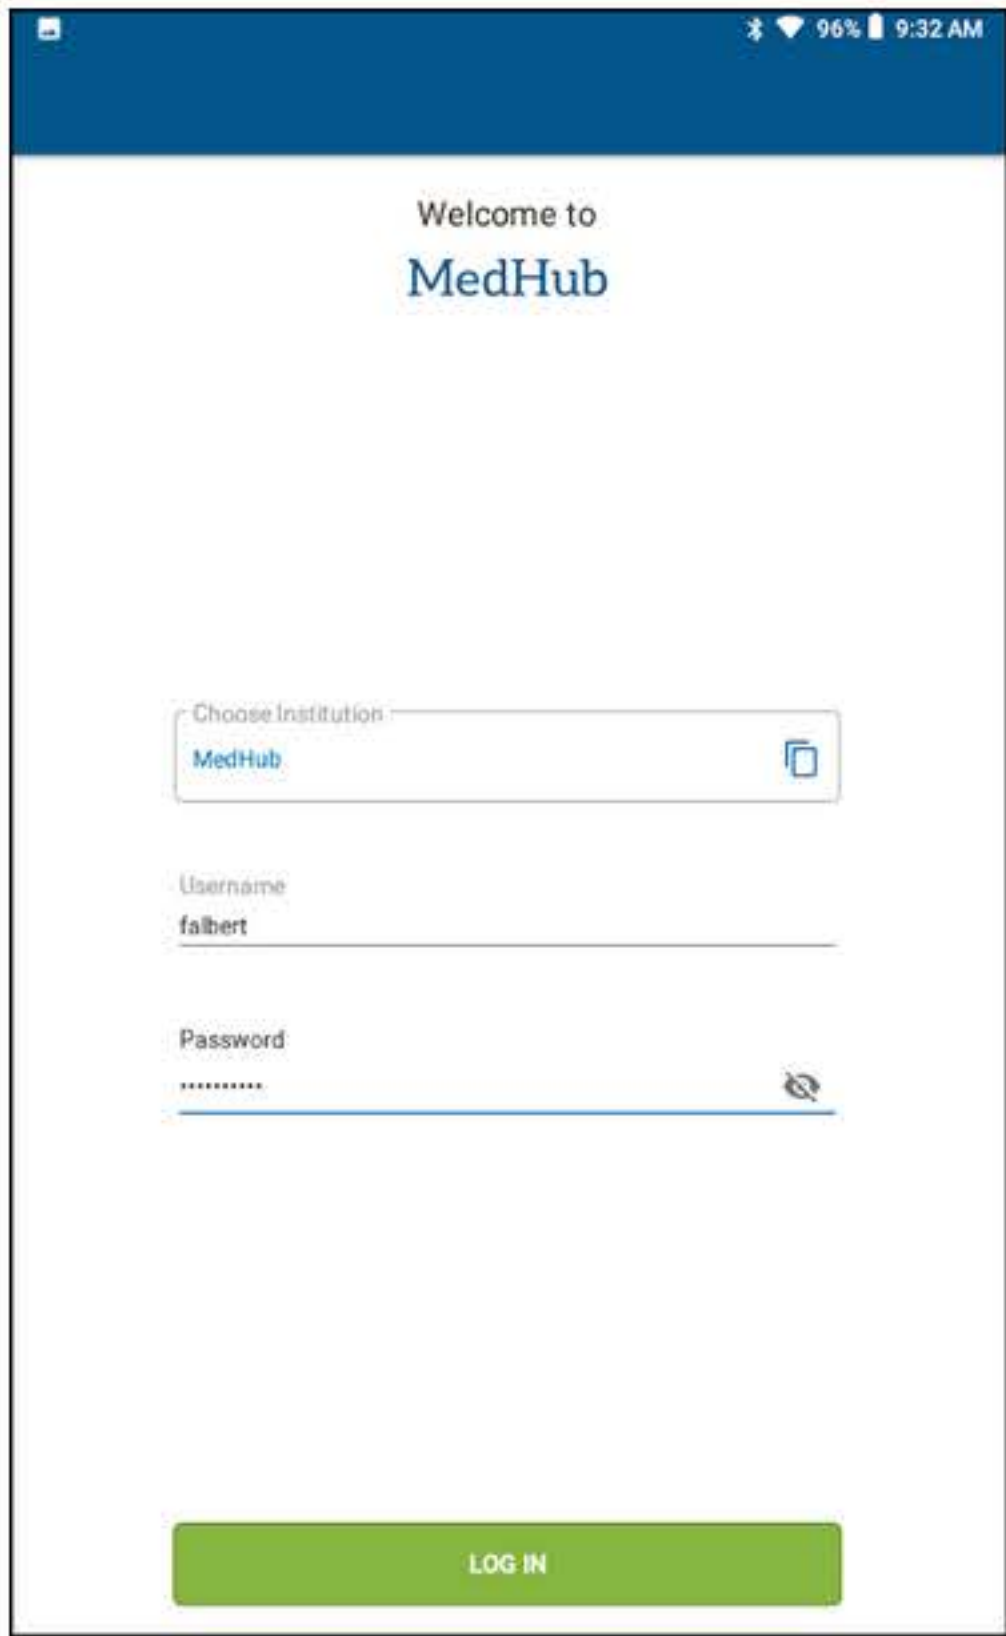 96% 9:32 AM
Welcome to
MedHub
Choose Institution
MedHub
Username
falbert
Password
••••••••••
LOG IN